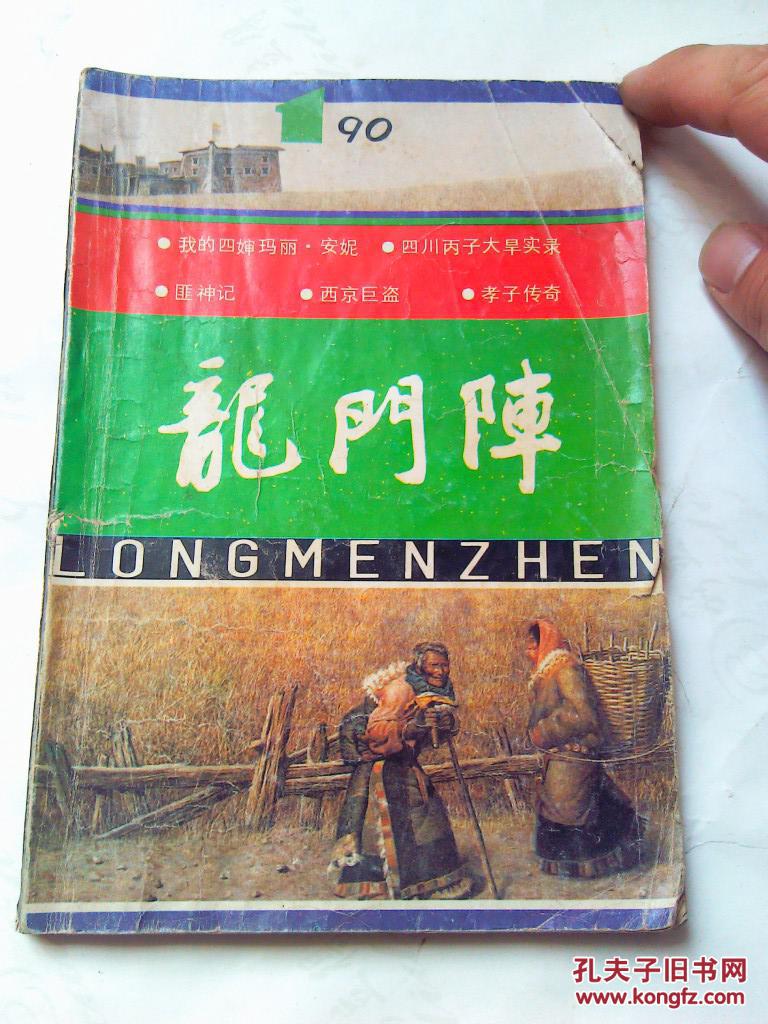 1 90
● 我的四婶玛丽·安妮 ● 四川丙子大旱实录
● 匪神记 ● 西京巨盗 ● 孝子传奇
龍門陣
LONGMENZHEN
孔夫子旧书网
www.kongfz.com